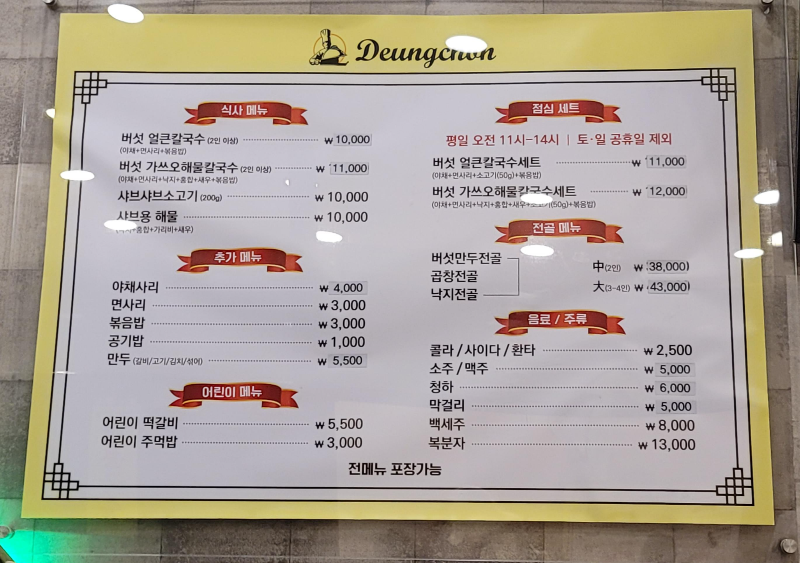 Deungchon
식사 메뉴
버섯 얼큰칼국수 (2인 이상) ₩ 10,000
(야채+면사리+볶음밥)
버섯 가쓰오해물칼국수 (2인 이상) ₩ 11,000
(야채+면사리+낙지+홍합+새우+볶음밥)
샤브샤브소고기 (200g) ₩ 10,000
샤브용 해물 ₩ 10,000
(낙지+홍합+가리비+새우)
추가 메뉴
야채사리 ₩ 4,000
면사리 ₩ 3,000
볶음밥 ₩ 3,000
공기밥 ₩ 1,000
만두 (갈비/고기/김치/섞어) ₩ 5,500
어린이 메뉴
어린이 떡갈비 ₩ 5,500
어린이 주먹밥 ₩ 3,000
점심 세트
평일 오전 11시-14시 | 토·일 공휴일 제외
버섯 얼큰칼국수세트 ₩ 11,000
(야채+면사리+소고기(50g)+볶음밥)
버섯 가쓰오해물칼국수세트 ₩ 12,000
(야채+면사리+낙지+홍합+새우+소고기(50g)+볶음밥)
전골 메뉴
버섯만두전골
곱창전골
낙지전골
中(2인) ₩ 38,000
大(3-4인) ₩ 43,000
음료 / 주류
콜라 / 사이다 / 환타 ₩ 2,500
소주 / 맥주 ₩ 5,000
청하 ₩ 6,000
막걸리 ₩ 5,000
백세주 ₩ 8,000
복분자 ₩ 13,000
전메뉴 포장가능